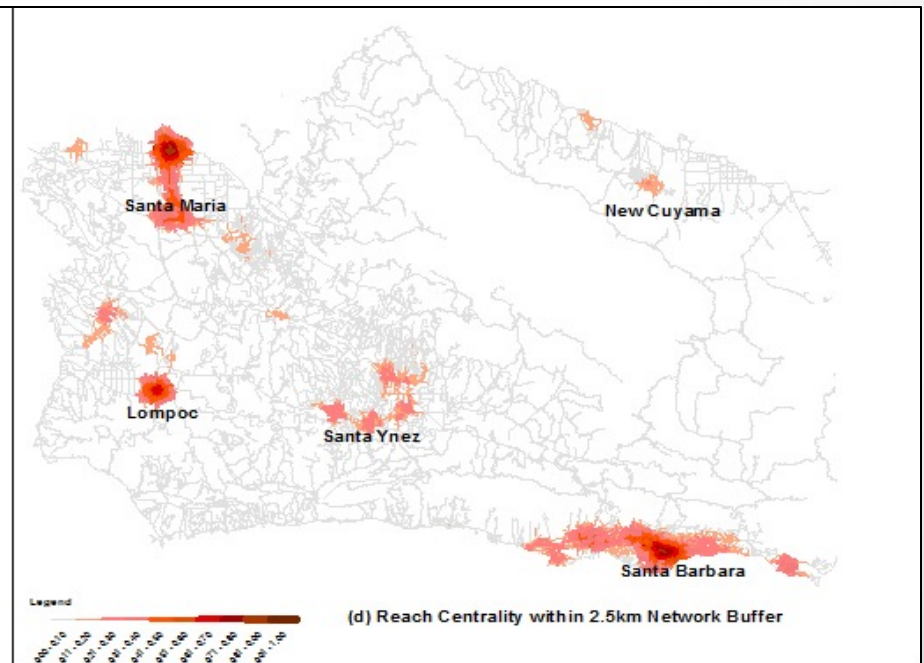 New Cuyama
Santa Maria
Lompoc
Santa Ynez
Santa Barbara
Legend
(d) Reach Centrality within 2.5km Network Buffer